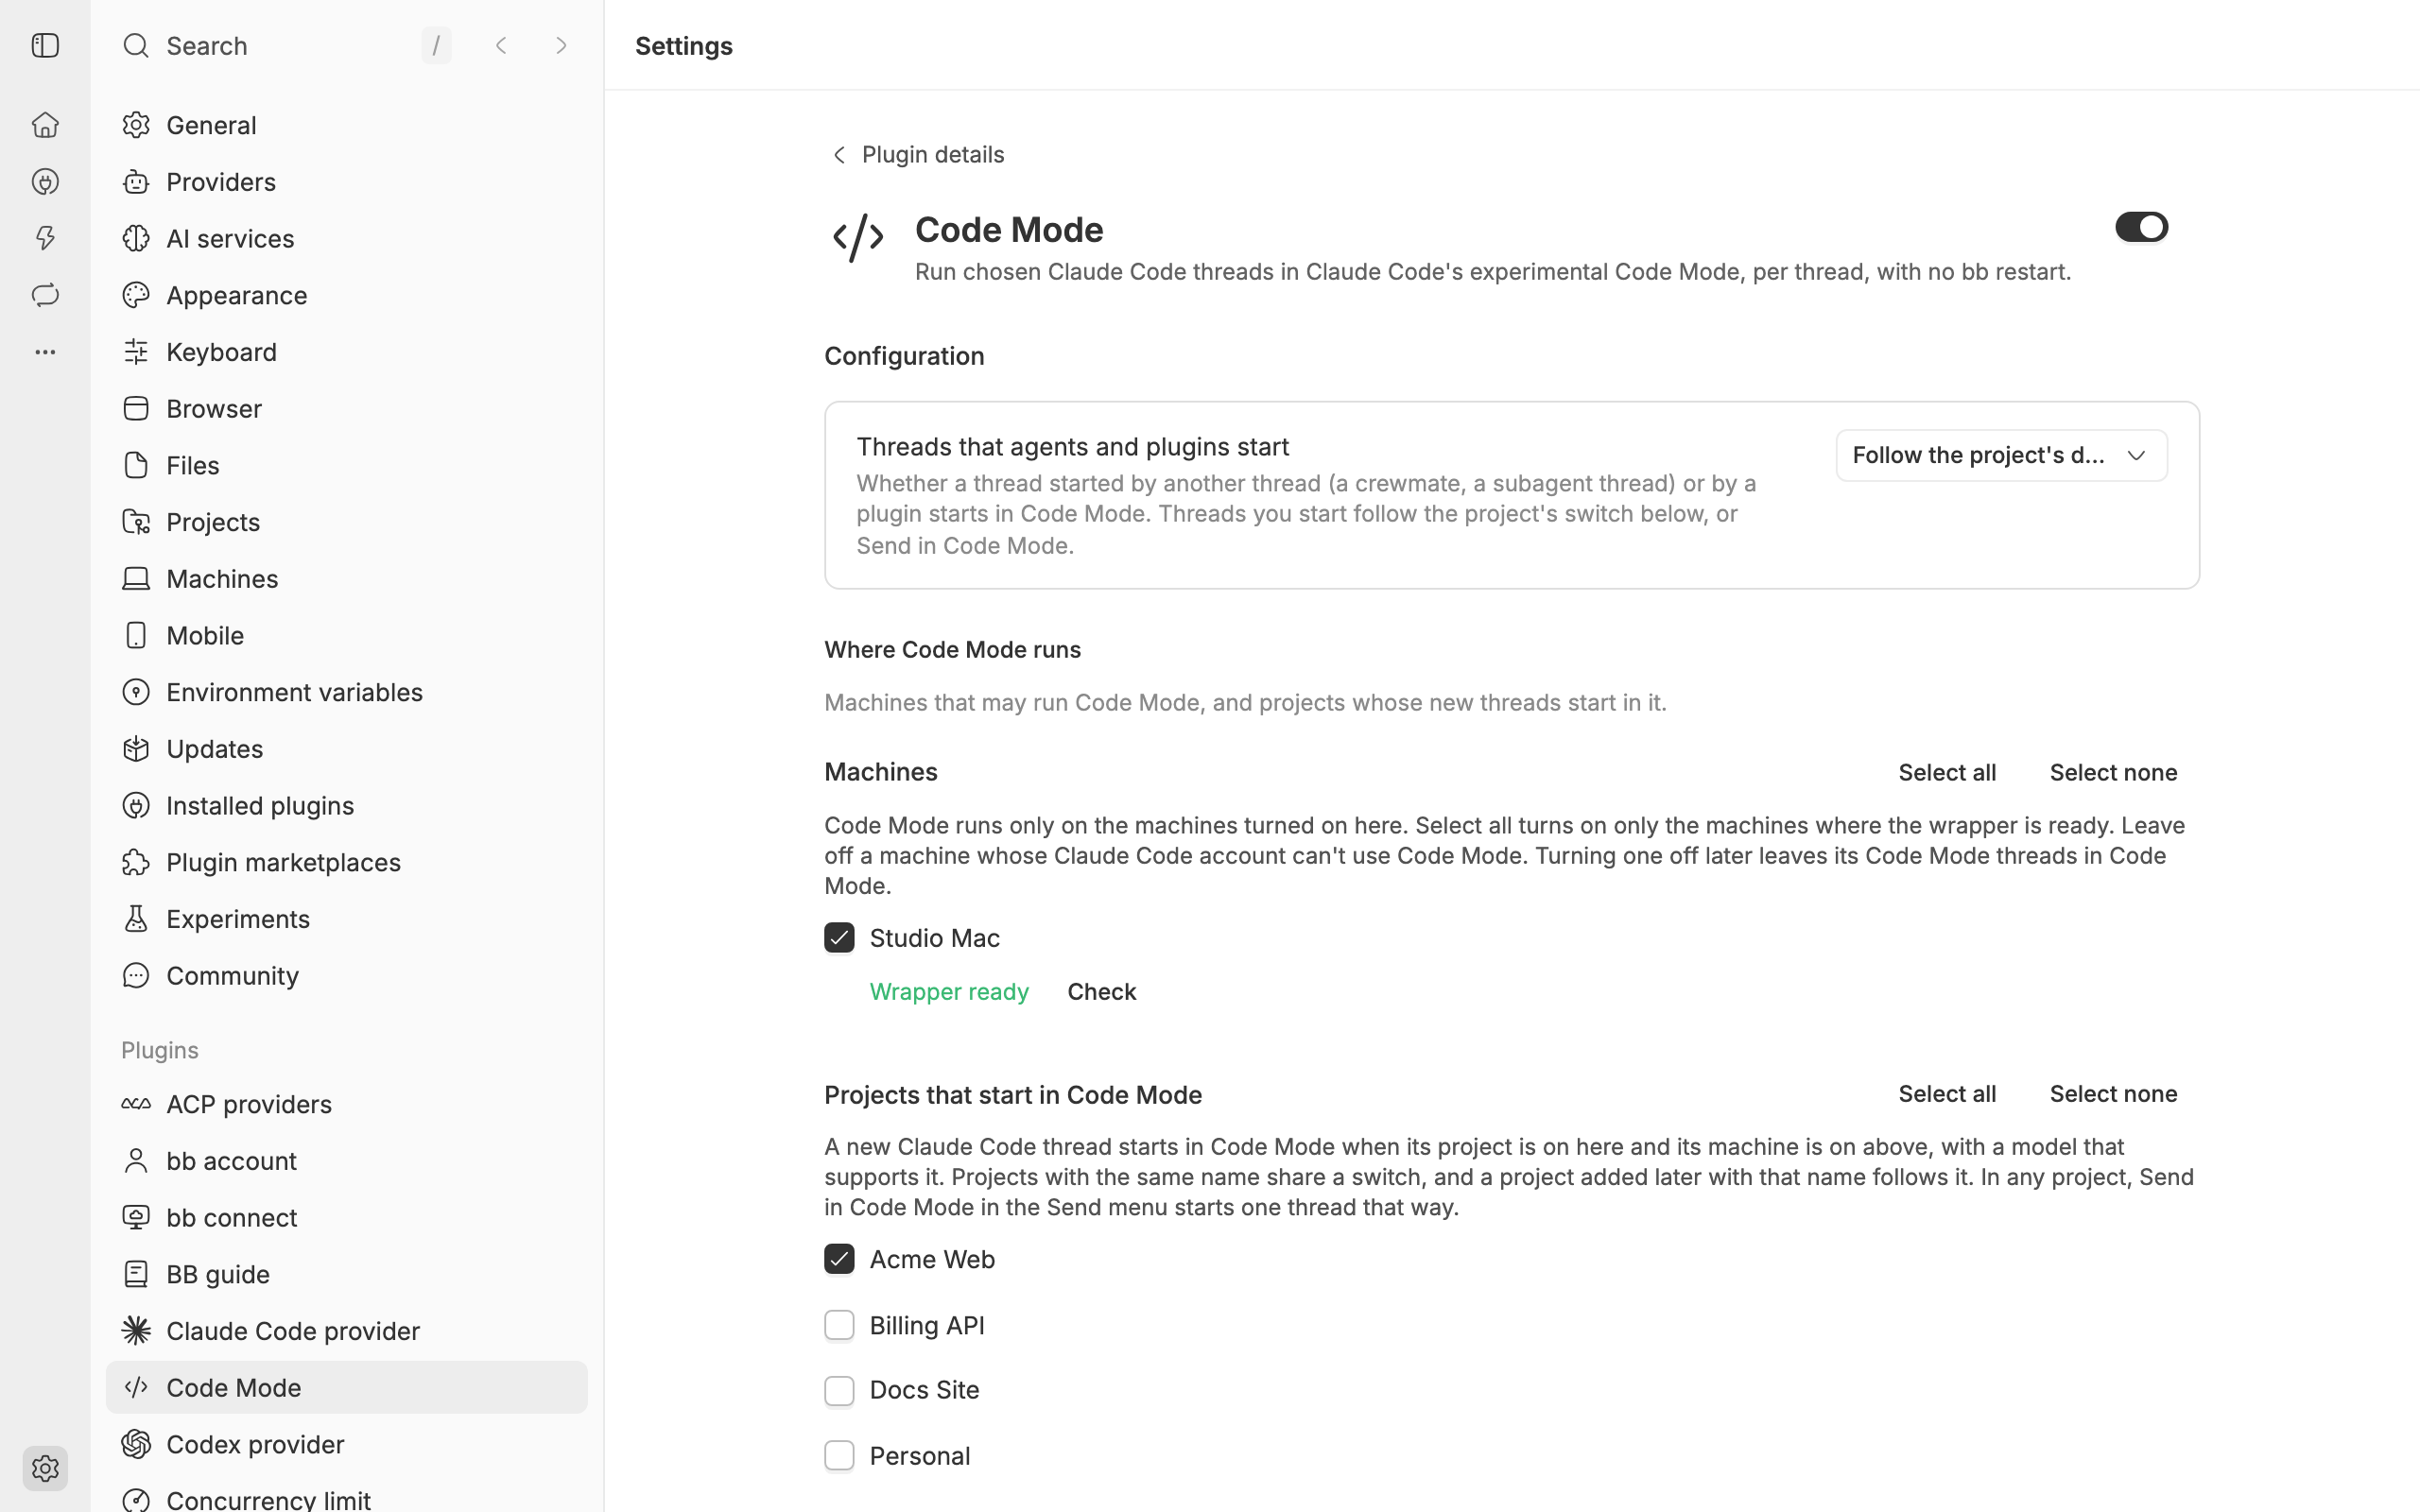 Search
/
Settings
General
Providers
AI services
Appearance
Keyboard
Browser
Files
Projects
Machines
Mobile
Environment variables
Updates
Installed plugins
Plugin marketplaces
Experiments
Community
Plugins
ACP providers
bb account
bb connect
BB guide
Claude Code provider
Code Mode
Codex provider
Concurrency limit
Plugin details
Code Mode
Run chosen Claude Code threads in Claude Code's experimental Code Mode, per thread, with no bb restart.
Configuration
Threads that agents and plugins start
Whether a thread started by another thread (a crewmate, a subagent thread) or by a
plugin starts in Code Mode. Threads you start follow the project's switch below, or
Send in Code Mode.
Follow the project's d...
Where Code Mode runs
Machines that may run Code Mode, and projects whose new threads start in it.
Machines
Select all
Select none
Code Mode runs only on the machines turned on here. Select all turns on only the machines where the wrapper is ready. Leave
off a machine whose Claude Code account can't use Code Mode. Turning one off later leaves its Code Mode threads in Code
Mode.
Studio Mac
Wrapper ready
Check
Projects that start in Code Mode
Select all
Select none
A new Claude Code thread starts in Code Mode when its project is on here and its machine is on above, with a model that
supports it. Projects with the same name share a switch, and a project added later with that name follows it. In any project, Send
in Code Mode in the Send menu starts one thread that way.
Acme Web
Billing API
Docs Site
Personal